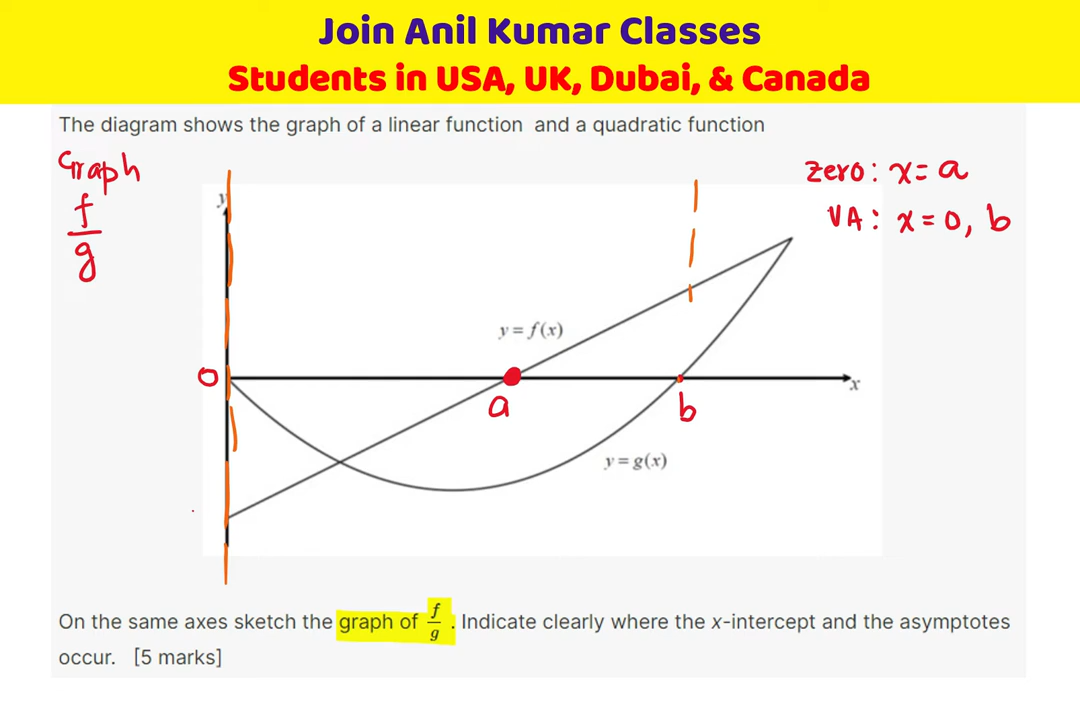 Join Anil Kumar Classes
Students in USA, UK, Dubai, & Canada
The diagram shows the graph of a linear function and a quadratic function
Graph
f
g
zero: x= a
VA: x = 0, b
y
y = f(x)
0
a
b
x
y = g(x)
On the same axes sketch the graph of f/g . Indicate clearly where the x-intercept and the asymptotes
occur. [5 marks]